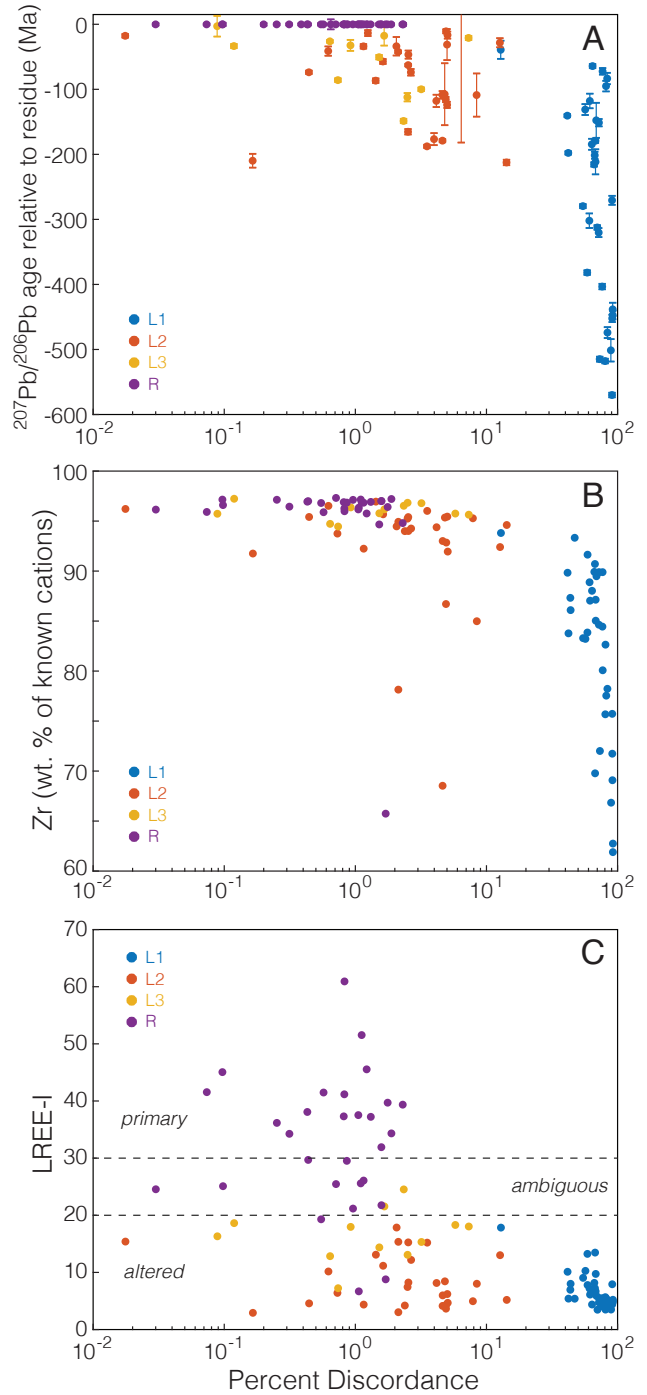 A
²⁰⁷Pb/²⁰⁶Pb age relative to residue (Ma)
0
-100
-200
-300
-400
-500
-600
L1
L2
L3
R
10⁻² 10⁻¹ 10⁰ 10¹ 10²
B
Zr (wt. % of known cations)
100
90
80
70
60
L1
L2
L3
R
10⁻² 10⁻¹ 10⁰ 10¹ 10²
C
LREE-I
70
60
50
40
30
20
10
0
L1
L2
L3
R
primary
ambiguous
altered
10⁻² 10⁻¹ 10⁰ 10¹ 10²
Percent Discordance